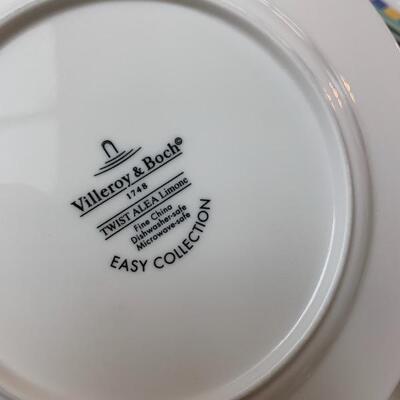 Villeroy & Boch©
1748
TWIST ALEA Limone
Fine China
Dishwasher-safe
Microwave-safe
EASY COLLECTION